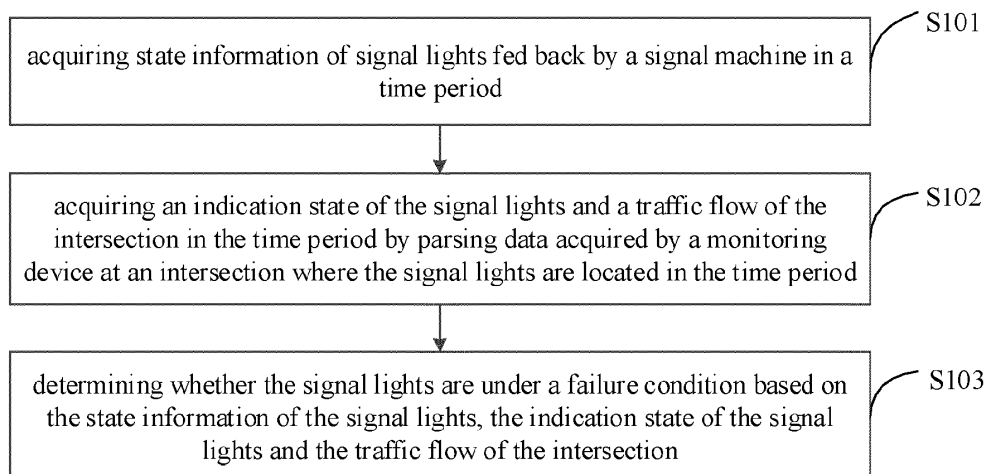 S101
acquiring state information of signal lights fed back by a signal machine in a
time period
S102
acquiring an indication state of the signal lights and a traffic flow of the
intersection in the time period by parsing data acquired by a monitoring
device at an intersection where the signal lights are located in the time period
S103
determining whether the signal lights are under a failure condition based on
the state information of the signal lights, the indication state of the signal
lights and the traffic flow of the intersection